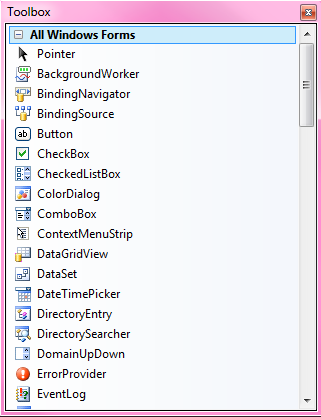 Toolbox
All Windows Forms
Pointer
BackgroundWorker
BindingNavigator
BindingSource
ab Button
CheckBox
CheckedListBox
ColorDialog
ComboBox
ContextMenuStrip
DataGridView
DataSet
DateTimePicker
DirectoryEntry
DirectorySearcher
DomainUpDown
ErrorProvider
EventLog